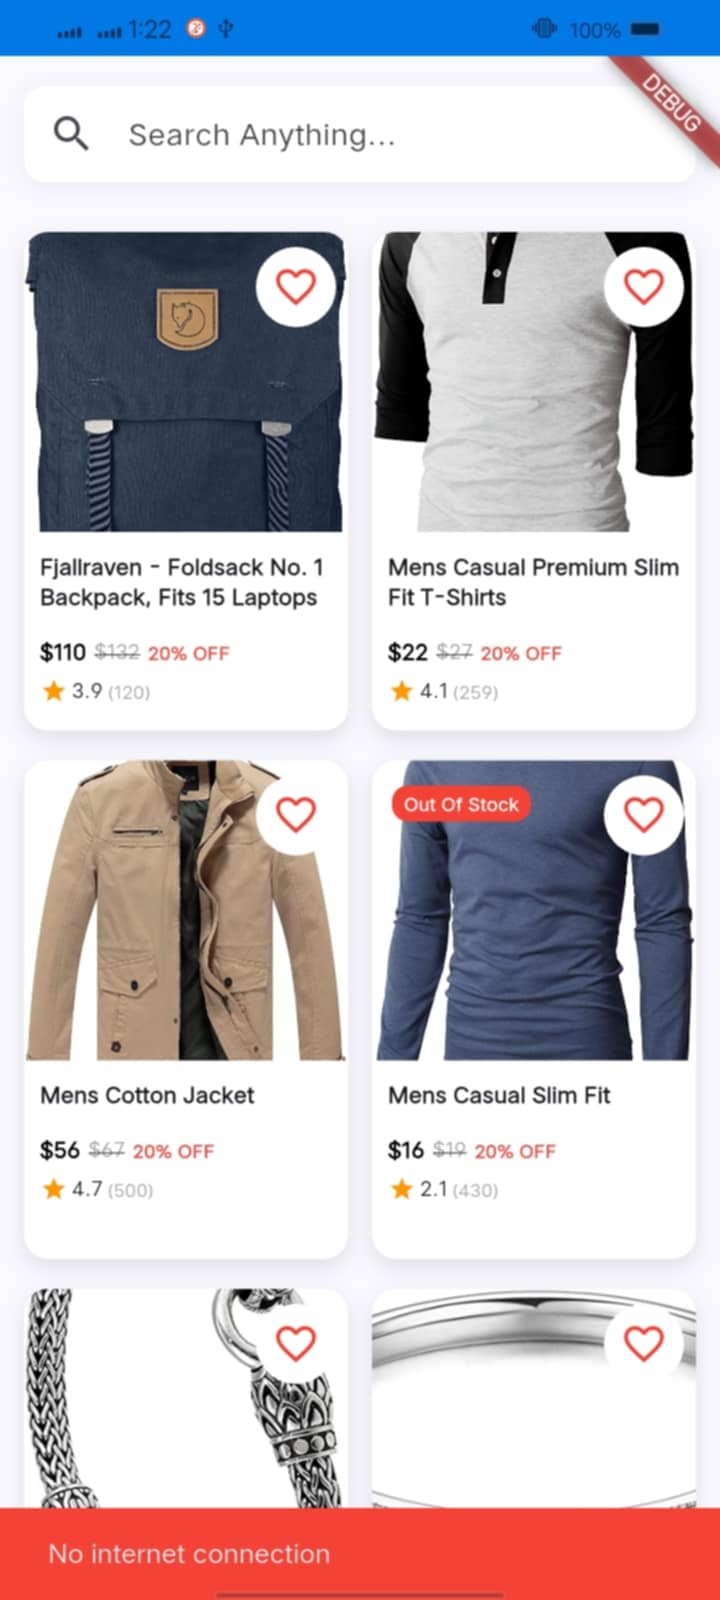 1:22
100%
DEBUG
Search Anything...
Fjallraven - Foldsack No. 1
Backpack, Fits 15 Laptops
$110 $132 20% OFF
3.9 (120)
Mens Casual Premium Slim
Fit T-Shirts
$22 $27 20% OFF
4.1 (259)
Mens Cotton Jacket
$56 $67 20% OFF
4.7 (500)
Out Of Stock
Mens Casual Slim Fit
$16 $19 20% OFF
2.1 (430)
No internet connection